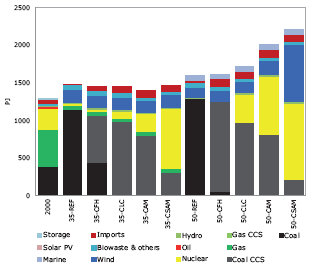 2500
2000
1500
PJ
1000
500
0
2000
35-REF
35-CFH
35-CLC
35-CAM
35-CSAM
50-REF
50-CFH
50-CLC
50-CAM
50-CSAM
Storage Imports Hydro Gas CCS Coal
Solar PV Biowaste & others Oil Gas
Marine Wind Nuclear Coal CCS